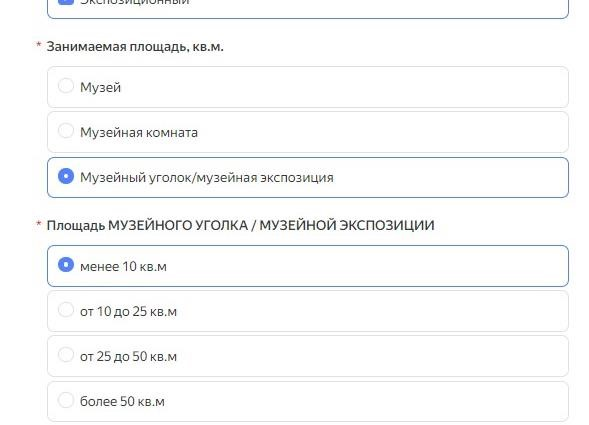 Экспозиционный
* Занимаемая площадь, кв.м.
Музей
Музейная комната
Музейный уголок/музейная экспозиция
* Площадь МУЗЕЙНОГО УГОЛКА / МУЗЕЙНОЙ ЭКСПОЗИЦИИ
менее 10 кв.м
от 10 до 25 кв.м
от 25 до 50 кв.м
более 50 кв.м